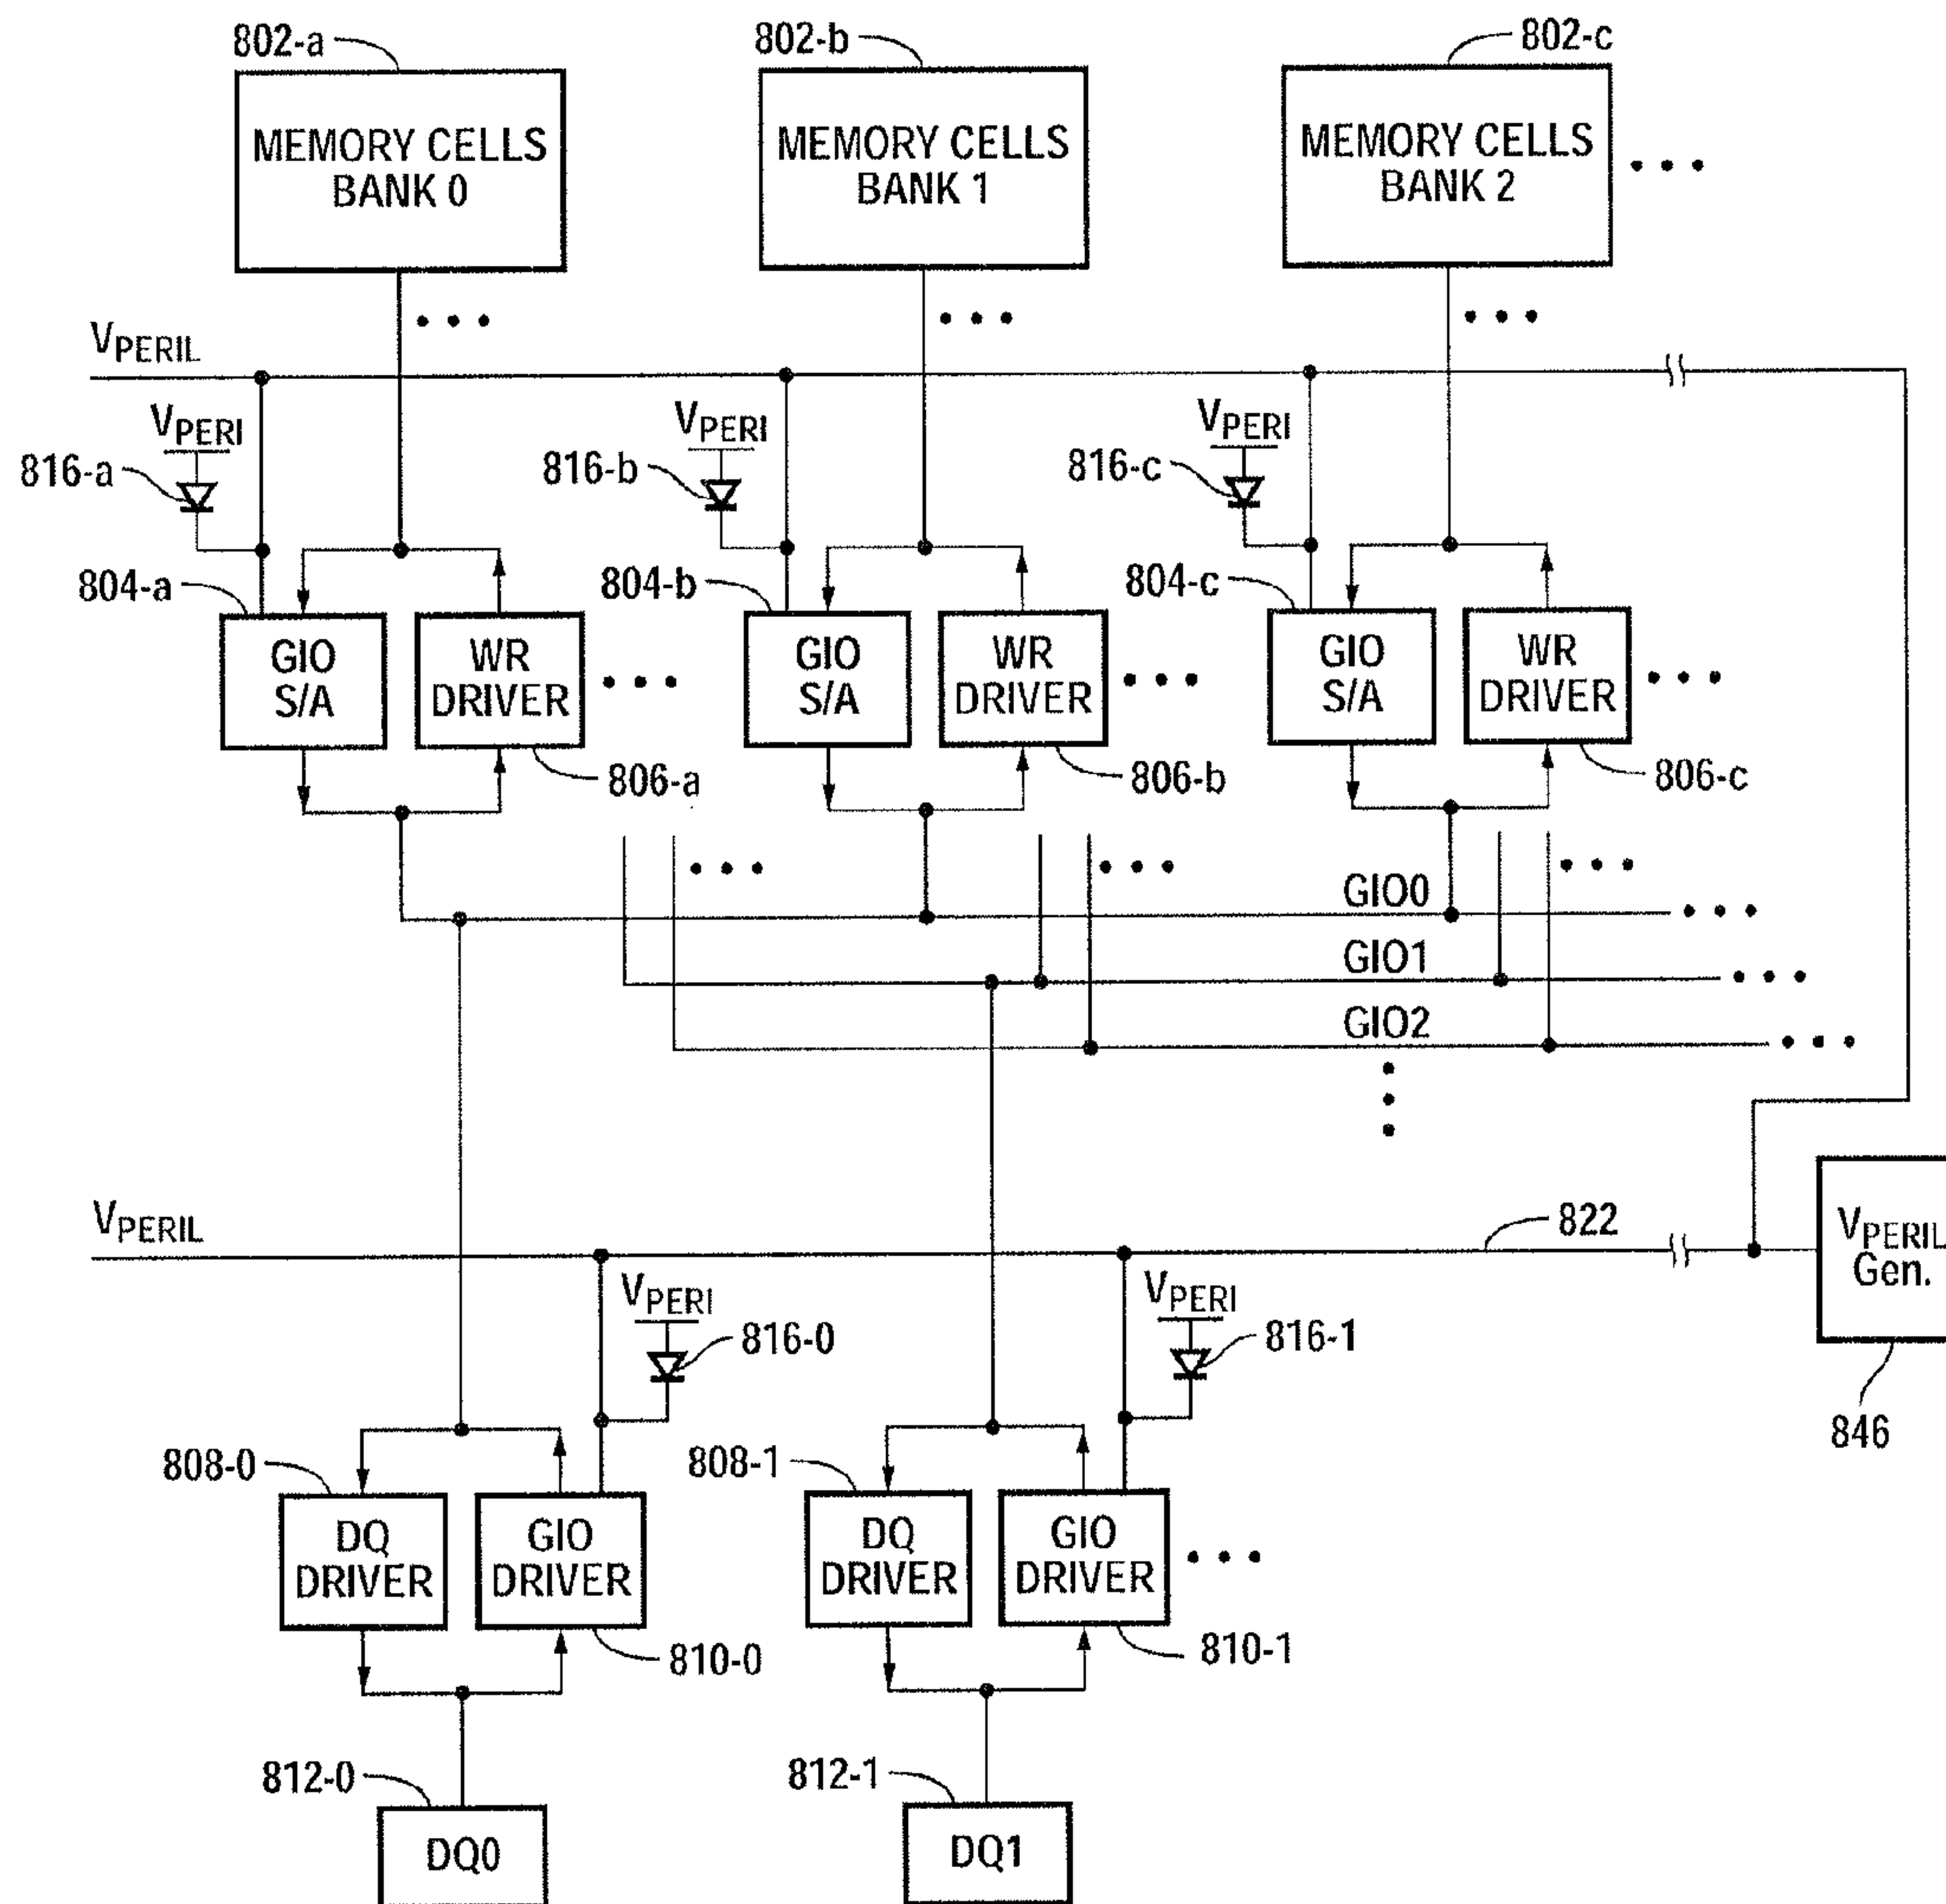 802-a
802-b
802-c
MEMORY CELLS
BANK 0
MEMORY CELLS
BANK 1
MEMORY CELLS
BANK 2
VPERIL
VPERI
VPERI
VPERI
816-a
816-b
816-c
804-a
804-b
804-c
GIO
S/A
WR
DRIVER
GIO
S/A
WR
DRIVER
GIO
S/A
WR
DRIVER
806-a
806-b
806-c
GIO0
GIO1
GIO2
VPERIL
822
VPERIL
Gen.
846
VPERI
VPERI
816-0
816-1
808-0
808-1
DQ
DRIVER
GIO
DRIVER
DQ
DRIVER
GIO
DRIVER
810-0
810-1
812-0
812-1
DQ0
DQ1